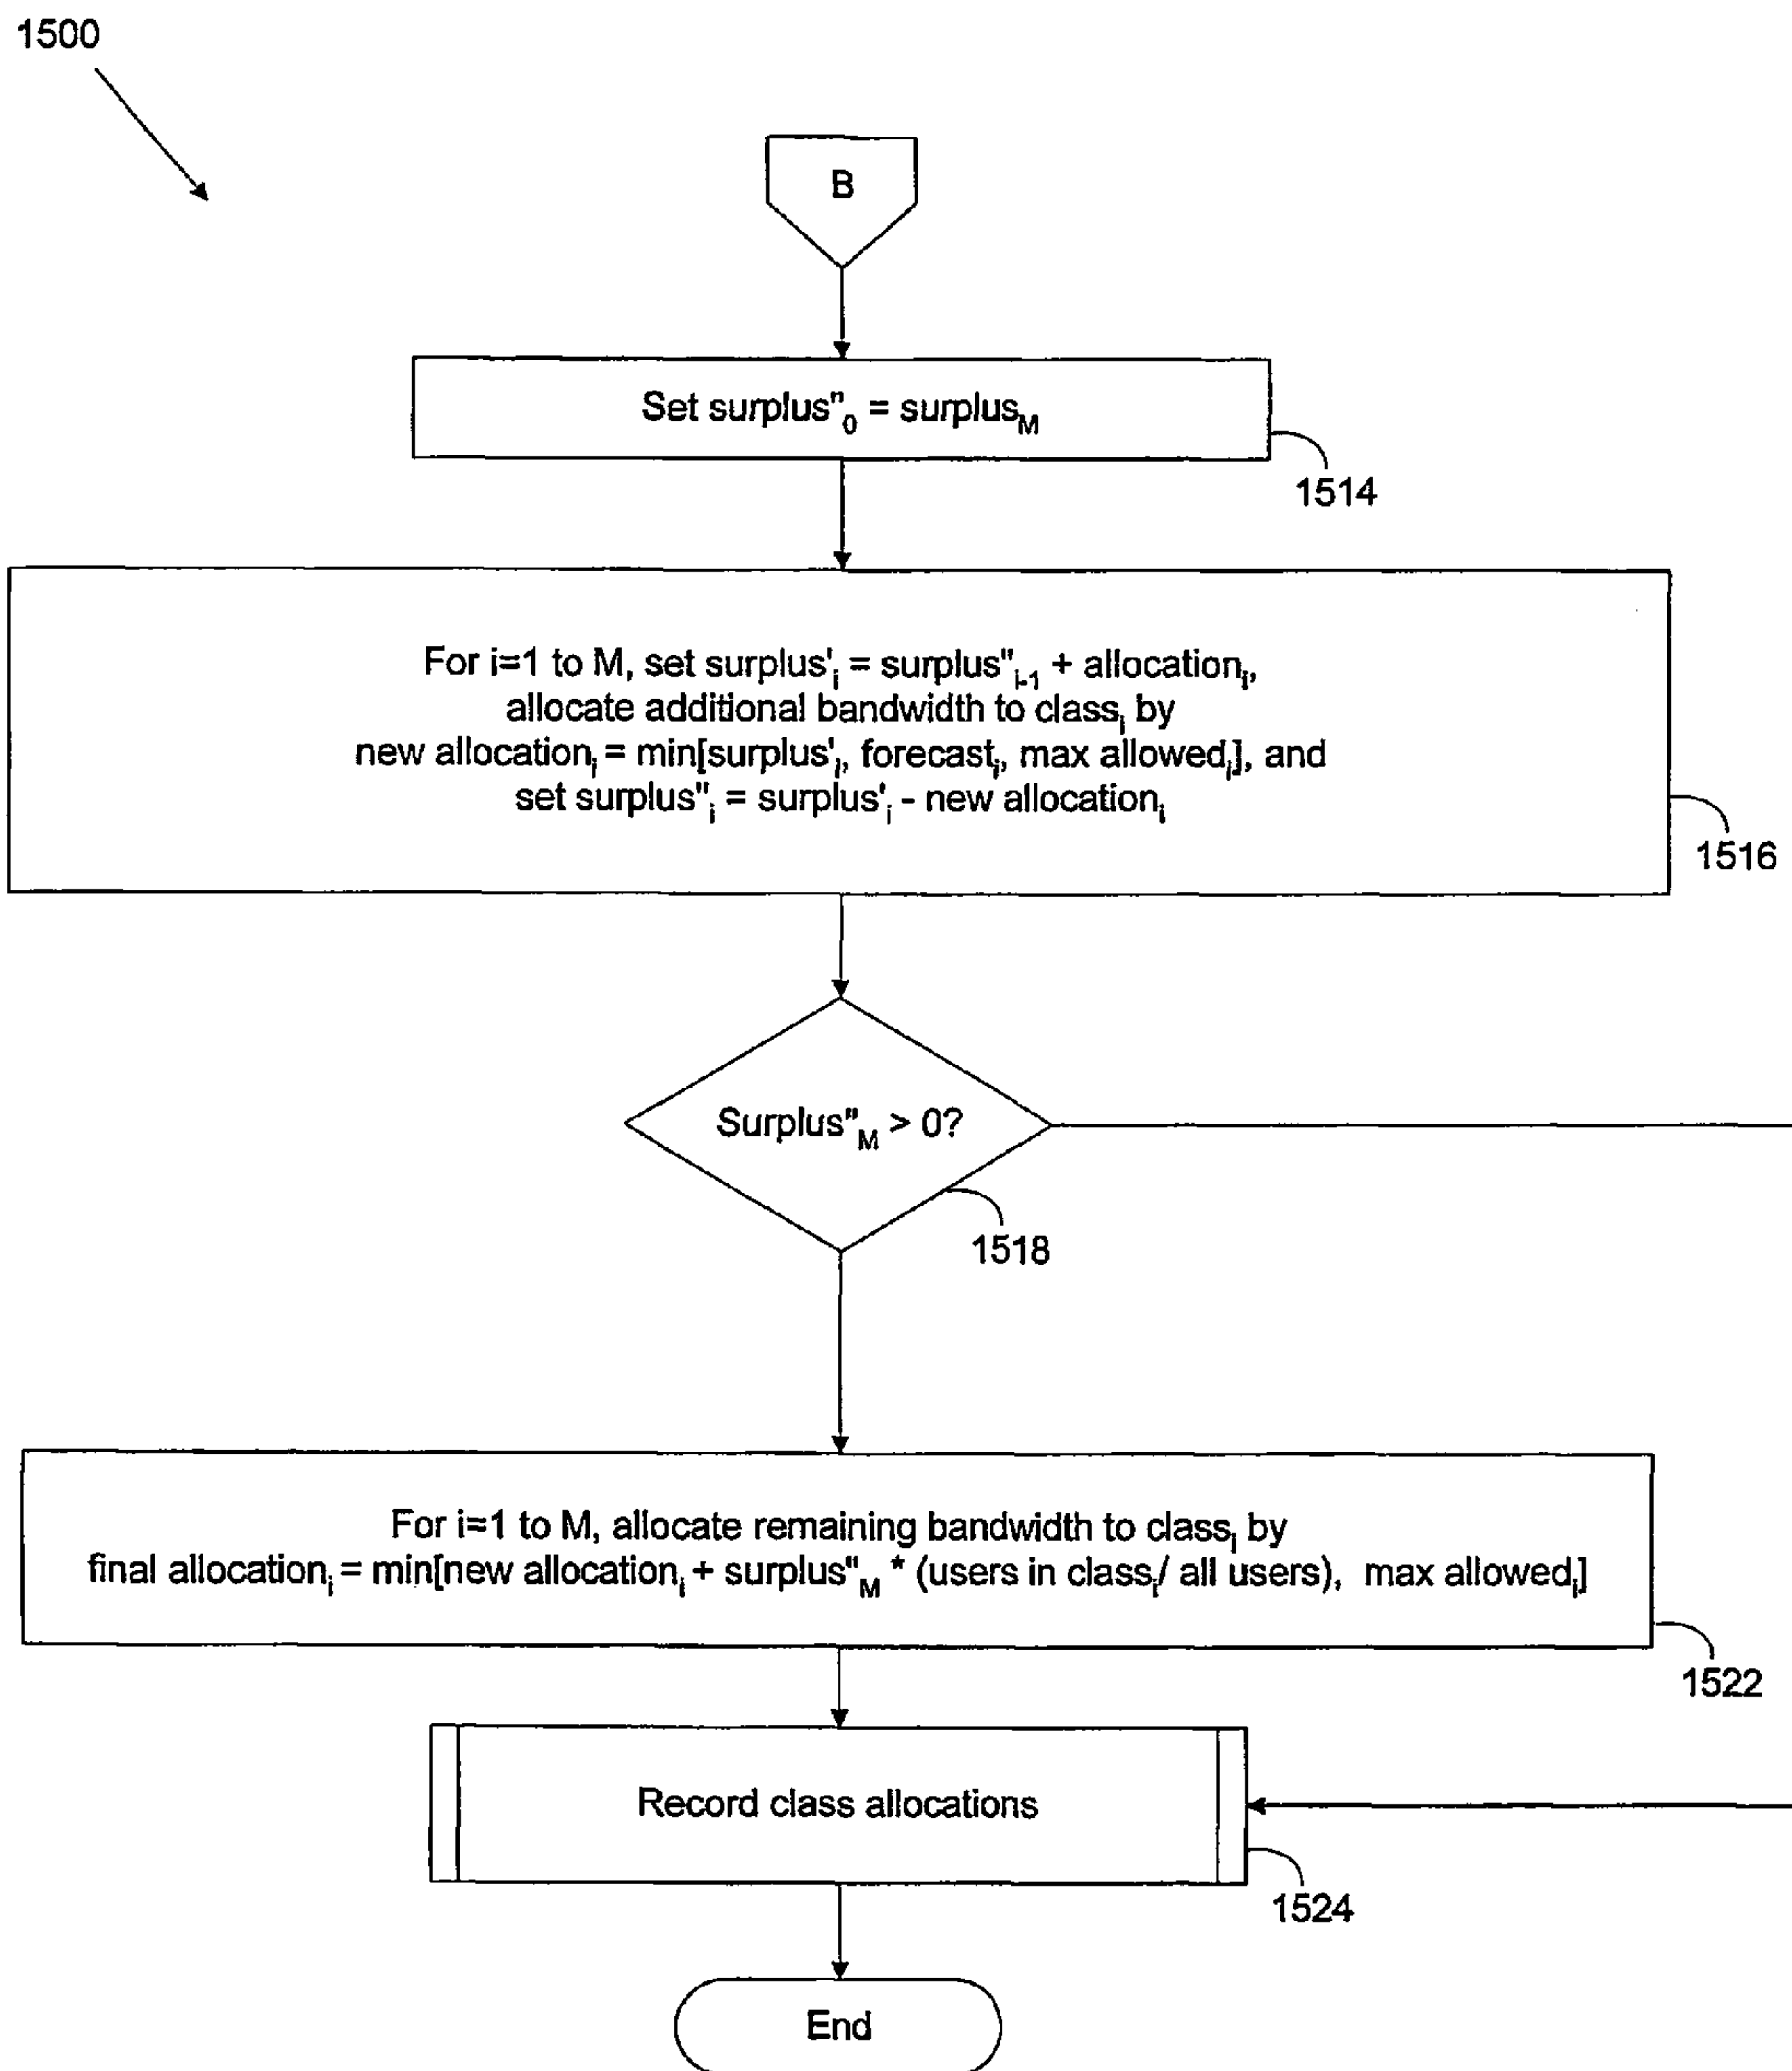 1500
B
Set surplus"₀ = surplus_M
1514
For i=1 to M, set surplus'ᵢ = surplus"ᵢ₋₁ + allocationᵢ,
allocate additional bandwidth to classᵢ by
new allocationᵢ = min[surplus'ᵢ, forecastᵢ, max allowedᵢ], and
set surplus"ᵢ = surplus'ᵢ - new allocationᵢ
1516
Surplus"_M > 0?
1518
For i=1 to M, allocate remaining bandwidth to classᵢ by
final allocationᵢ = min[new allocationᵢ + surplus"_M * (users in classᵢ/ all users), max allowedᵢ]
1522
Record class allocations
1524
End